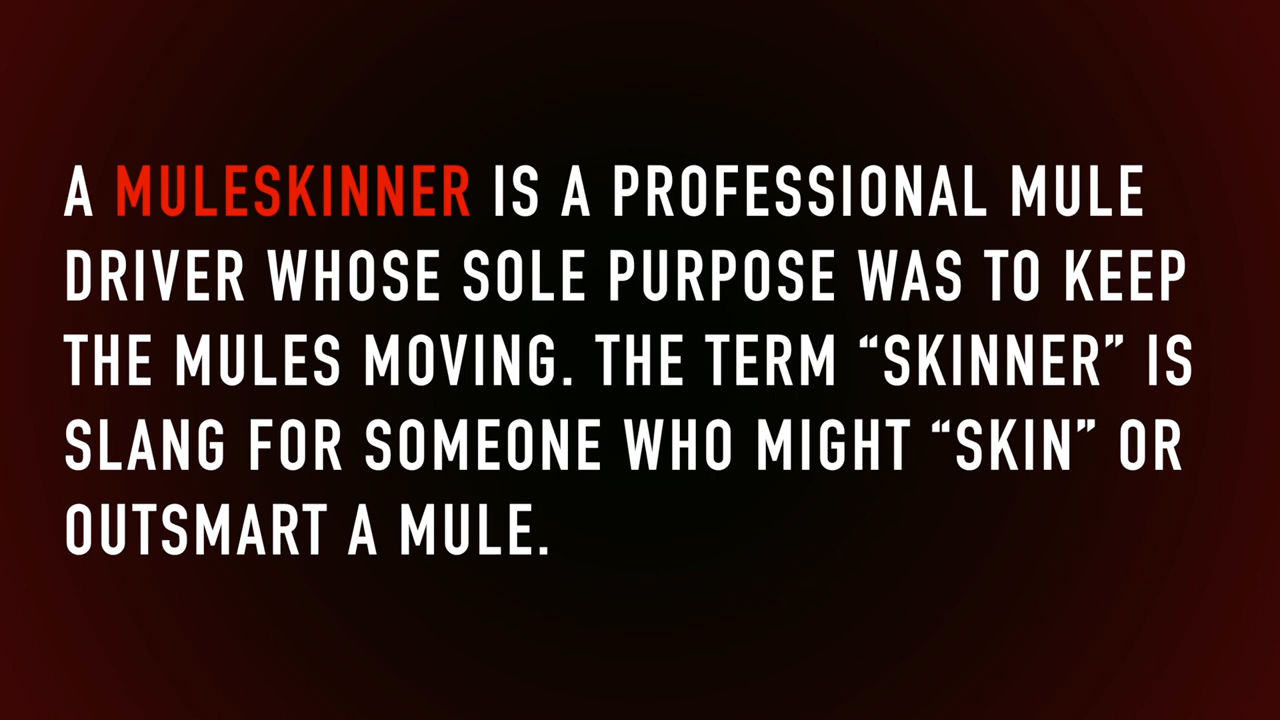 A MULESKINNER IS A PROFESSIONAL MULE
DRIVER WHOSE SOLE PURPOSE WAS TO KEEP
THE MULES MOVING. THE TERM “SKINNER” IS
SLANG FOR SOMEONE WHO MIGHT “SKIN” OR
OUTSMART A MULE.